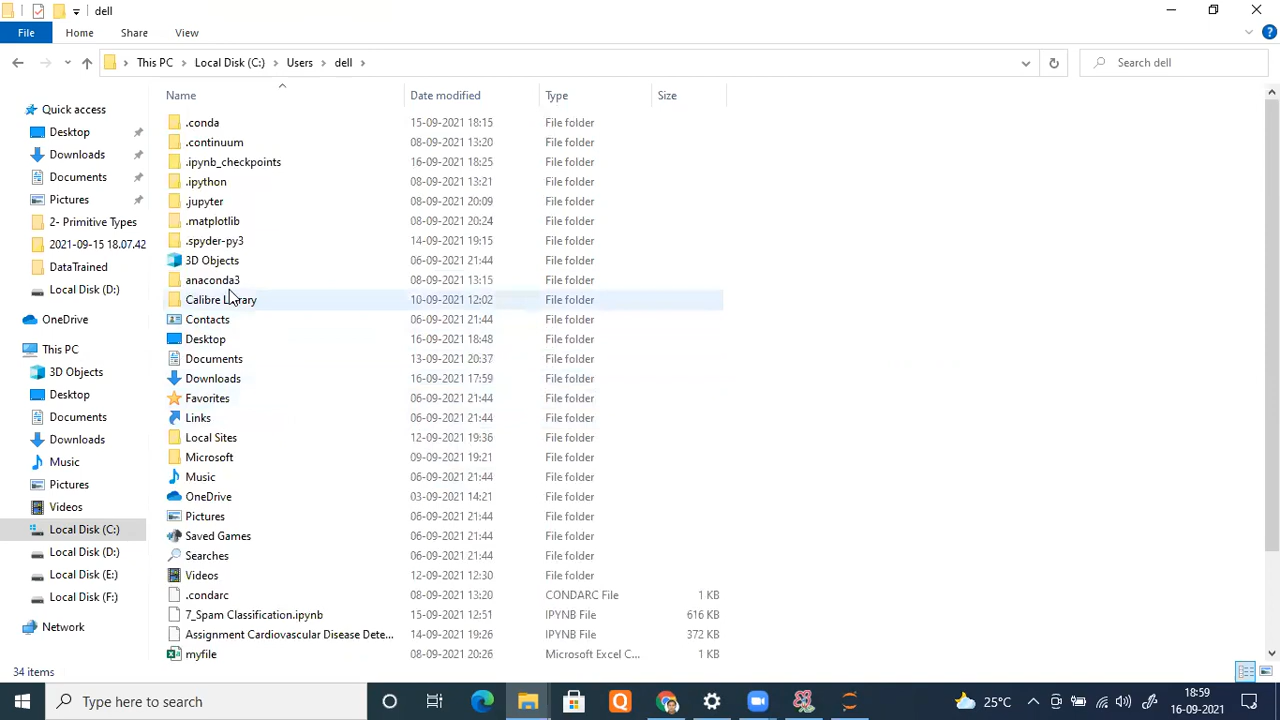 dell
File Home Share View
This PC Local Disk (C:) Users dell Search dell
Name Date modified Type Size
Quick access
Desktop
Downloads
Documents
Pictures
2- Primitive Types
2021-09-15 18.07.42
DataTrained
Local Disk (D:)
OneDrive
This PC
3D Objects
Desktop
Documents
Downloads
Music
Pictures
Videos
Local Disk (C:)
Local Disk (D:)
Local Disk (E:)
Local Disk (F:)
Network
.conda 15-09-2021 18:15 File folder
.continuum 08-09-2021 13:20 File folder
.ipynb_checkpoints 16-09-2021 18:25 File folder
.ipython 08-09-2021 13:21 File folder
.jupyter 08-09-2021 20:09 File folder
.matplotlib 08-09-2021 20:24 File folder
.spyder-py3 14-09-2021 19:15 File folder
3D Objects 06-09-2021 21:44 File folder
anaconda3 08-09-2021 13:15 File folder
Calibre Library 10-09-2021 12:02 File folder
Contacts 06-09-2021 21:44 File folder
Desktop 16-09-2021 18:48 File folder
Documents 13-09-2021 20:37 File folder
Downloads 16-09-2021 17:59 File folder
Favorites 06-09-2021 21:44 File folder
Links 06-09-2021 21:44 File folder
Local Sites 12-09-2021 19:36 File folder
Microsoft 09-09-2021 19:21 File folder
Music 06-09-2021 21:44 File folder
OneDrive 03-09-2021 14:21 File folder
Pictures 06-09-2021 21:44 File folder
Saved Games 06-09-2021 21:44 File folder
Searches 06-09-2021 21:44 File folder
Videos 12-09-2021 12:30 File folder
.condarc 08-09-2021 13:20 CONDARC File 1 KB
7_Spam Classification.ipynb 15-09-2021 12:51 IPYNB File 616 KB
Assignment Cardiovascular Disease Dete... 14-09-2021 19:26 IPYNB File 372 KB
myfile 08-09-2021 20:26 Microsoft Excel C... 1 KB
34 items
Type here to search
25°C
18:59
16-09-2021